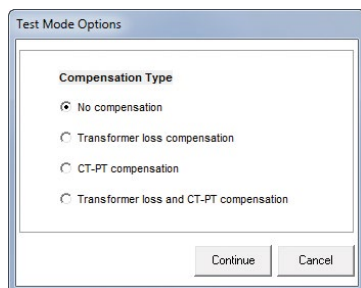 Test Mode Options
Compensation Type
No compensation
Transformer loss compensation
CT-PT compensation
Transformer loss and CT-PT compensation
Continue Cancel